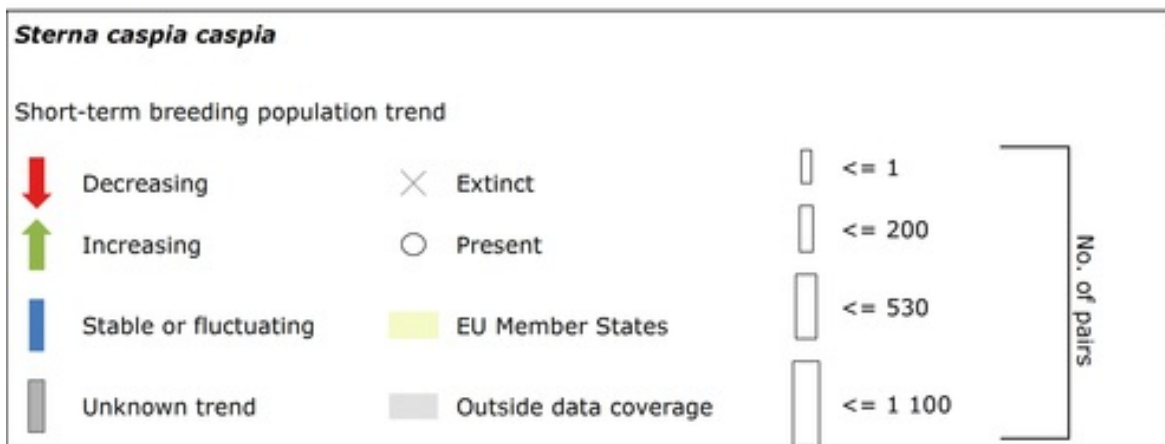 Sterna caspia caspia
Short-term breeding population trend
Decreasing
Increasing
Stable or fluctuating
Unknown trend
Extinct
Present
EU Member States
Outside data coverage
<= 1
<= 200
<= 530
<= 1 100
No. of pairs